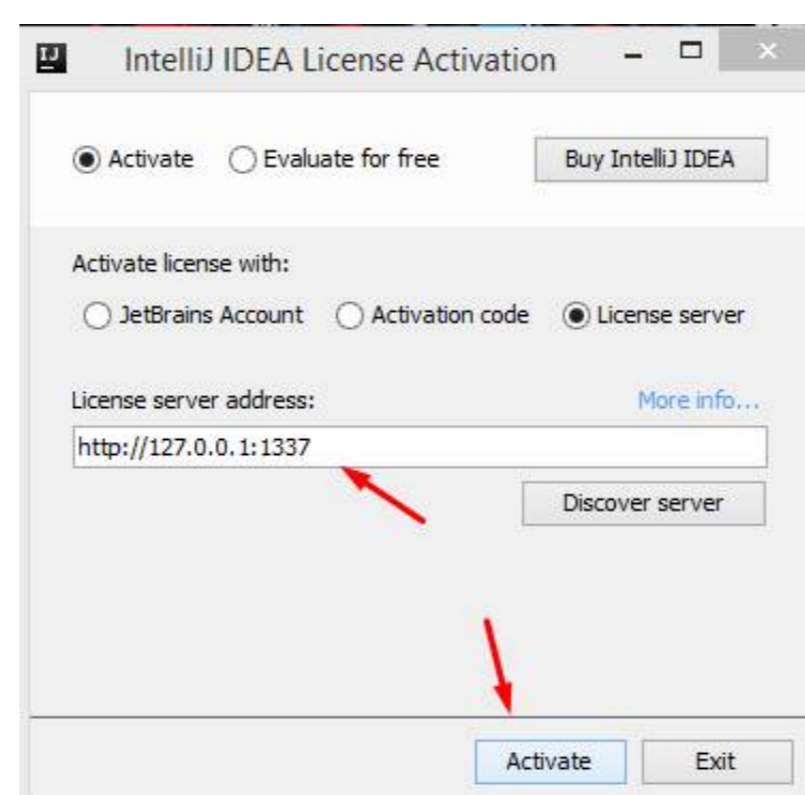 IJ IntelliJ IDEA License Activation
Activate Evaluate for free Buy IntelliJ IDEA
Activate license with:
JetBrains Account Activation code License server
License server address: More info...
http://127.0.0.1:1337
Discover server
Activate Exit